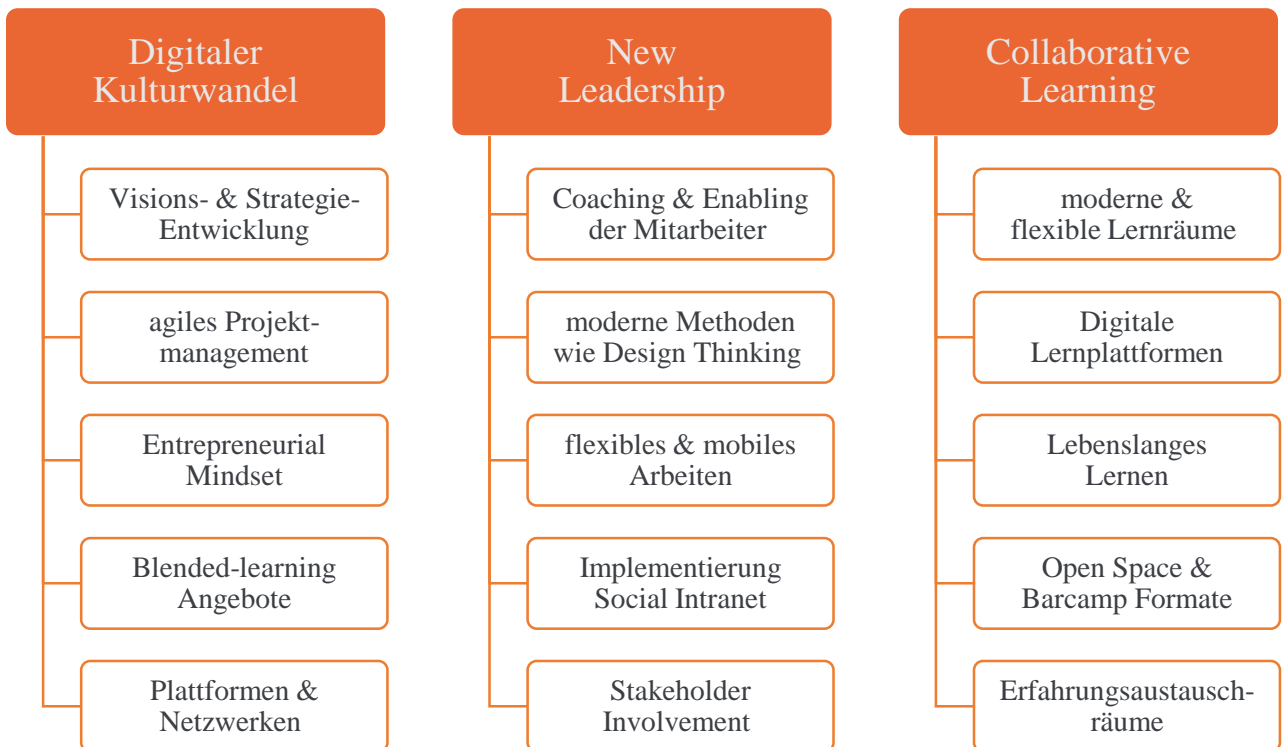 Digitaler
Kulturwandel
Visions- & Strategie-
Entwicklung
agiles Projekt-
management
Entrepreneurial
Mindset
Blended-learning
Angebote
Plattformen &
Netzwerken
New
Leadership
Coaching & Enabling
der Mitarbeiter
moderne Methoden
wie Design Thinking
flexibles & mobiles
Arbeiten
Implementierung
Social Intranet
Stakeholder
Involvement
Collaborative
Learning
moderne &
flexible Lernräume
Digitale
Lernplattformen
Lebenslanges
Lernen
Open Space &
Barcamp Formate
Erfahrungsaustausch-
räume